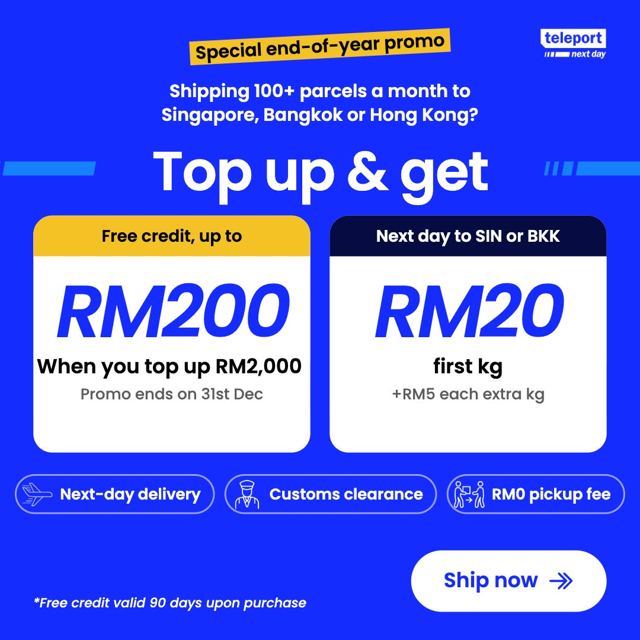 Special end-of-year promo
teleport
next day
Shipping 100+ parcels a month to
Singapore, Bangkok or Hong Kong?
Top up & get
Free credit, up to
RM200
When you top up RM2,000
Promo ends on 31st Dec
Next day to SIN or BKK
RM20
first kg
+RM5 each extra kg
Next-day delivery
Customs clearance
RM0 pickup fee
Ship now
*Free credit valid 90 days upon purchase